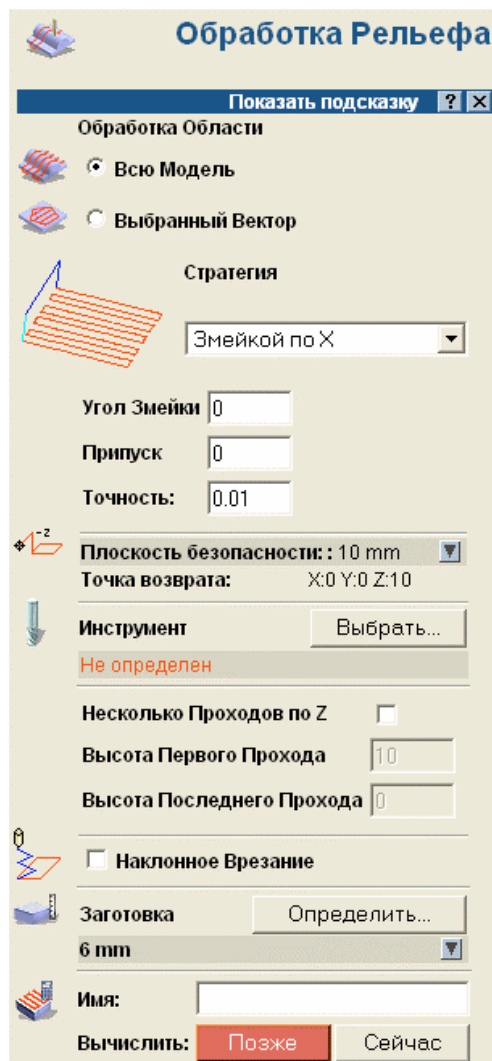 Обработка Рельефа
Показать подсказку ? X
Обработка Области
Всю Модель
Выбранный Вектор
Стратегия
Змейкой по X
Угол Змейки 0
Припуск 0
Точность: 0.01
-Z
Плоскость безопасности: : 10 mm
Точка возврата: X:0 Y:0 Z:10
Инструмент Выбрать...
Не определен
Несколько Проходов по Z
Высота Первого Прохода 10
Высота Последнего Прохода 0
Наклонное Врезание
Заготовка Определить...
6 mm
Имя:
Вычислить: Позже Сейчас